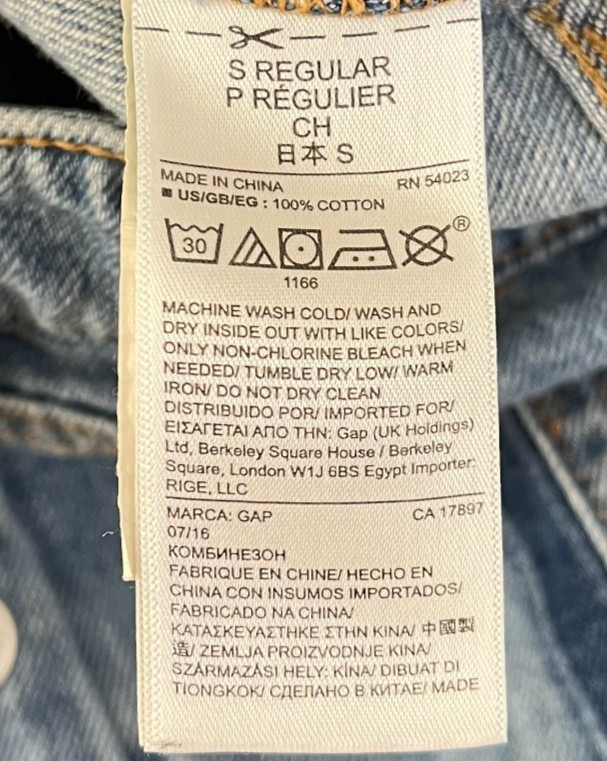 S REGULAR
P RÉGULIER
CH
日本 S
MADE IN CHINA RN 54023
US/GB/EG : 100% COTTON
30
®
1166
MACHINE WASH COLD/ WASH AND
DRY INSIDE OUT WITH LIKE COLORS/
ONLY NON-CHLORINE BLEACH WHEN
NEEDED/ TUMBLE DRY LOW/ WARM
IRON/ DO NOT DRY CLEAN
DISTRIBUIDO POR/ IMPORTED FOR/
ΕΙΣΑΓΕΤΑΙ ΑΠΟ ΤΗΝ: Gap (UK Holdings)
Ltd, Berkeley Square House / Berkeley
Square, London W1J 6BS Egypt Importer:
RIGE, LLC
MARCA: GAP CA 17897
07/16
КОМБИНЕЗОН
FABRIQUE EN CHINE/ HECHO EN
CHINA CON INSUMOS IMPORTADOS/
FABRICADO NA CHINA/
ΚΑΤΑΣΚΕΥΑΣΤΗΚΕ ΣΤΗΝ ΚΙΝΑ/ 中國製
造/ ZEMLJA PROIZVODNJE KINA/
SZÁRMAZÁSI HELY: KÍNA/ DIBUAT DI
TIONGKOK/ СДЕЛАНО В КИТАЕ/ MADE